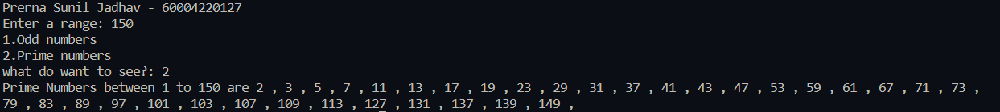 Prerna Sunil Jadhav - 60004220127
Enter a range: 150
1.Odd numbers
2.Prime numbers
what do want to see?: 2
Prime Numbers between 1 to 150 are 2 , 3 , 5 , 7 , 11 , 13 , 17 , 19 , 23 , 29 , 31 , 37 , 41 , 43 , 47 , 53 , 59 , 61 , 67 , 71 , 73 ,
79 , 83 , 89 , 97 , 101 , 103 , 107 , 109 , 113 , 127 , 131 , 137 , 139 , 149 ,